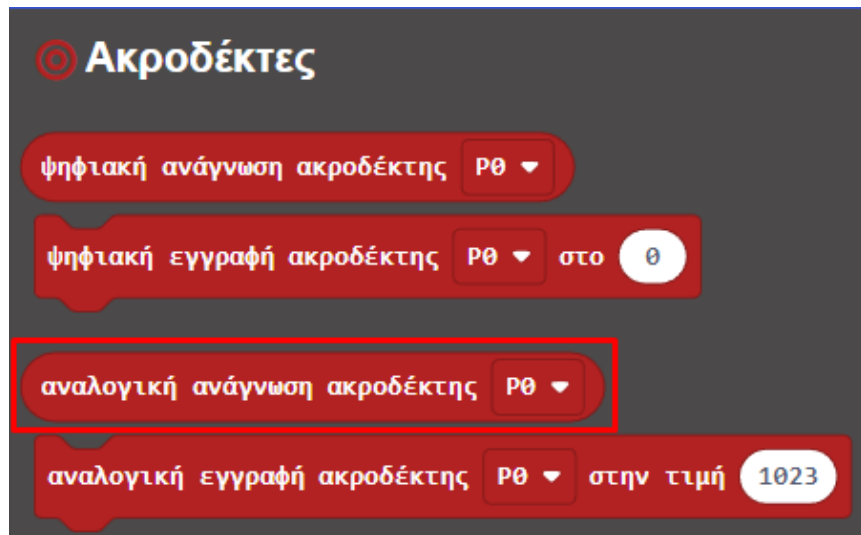 Ακροδέκτες
ψηφιακή ανάγνωση ακροδέκτης P0
ψηφιακή εγγραφή ακροδέκτης P0 στο 0
αναλογική ανάγνωση ακροδέκτης P0
αναλογική εγγραφή ακροδέκτης P0 στην τιμή 1023